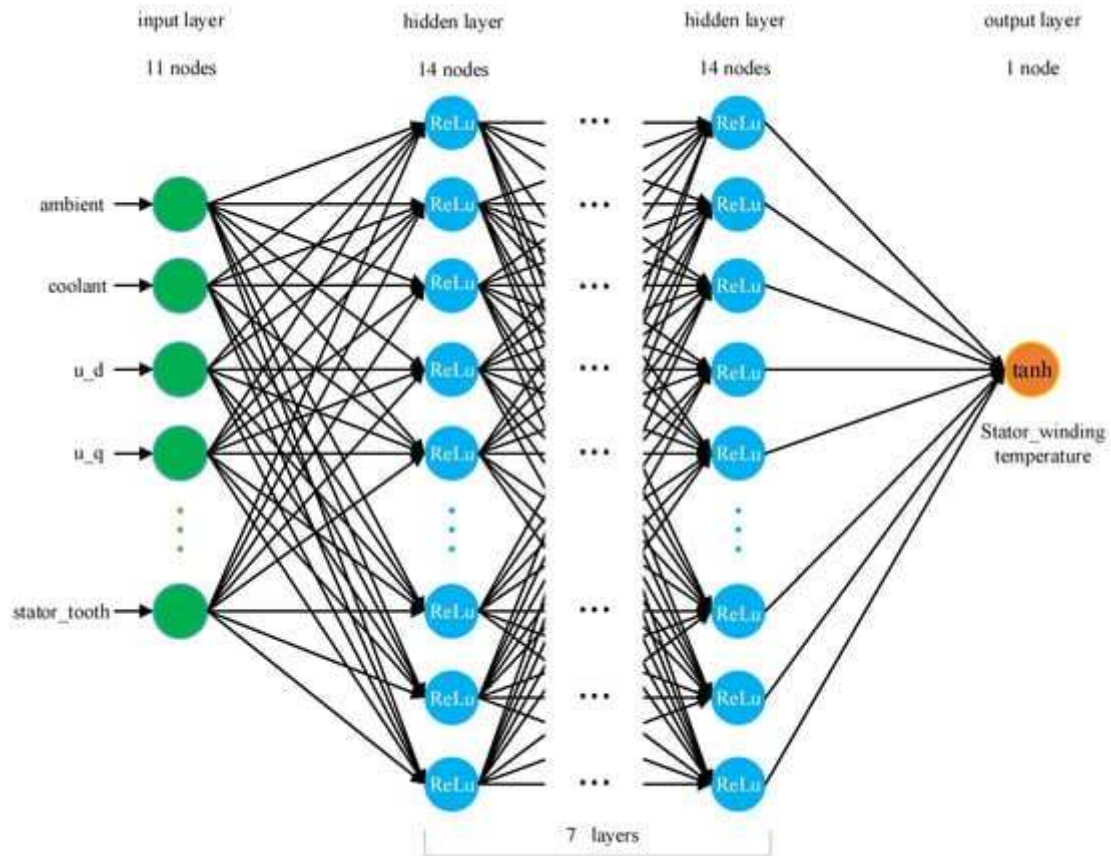 input layer
hidden layer
hidden layer
output layer
11 nodes
14 nodes
14 nodes
1 node
ReLu
...
ReLu
ambient
ReLu
...
ReLu
coolant
ReLu
...
ReLu
u_d
ReLu
...
ReLu
tanh
u_q
ReLu
...
ReLu
Stator_winding
temperature
stator_tooth
ReLu
...
ReLu
ReLu
...
ReLu
ReLu
...
ReLu
7 layers